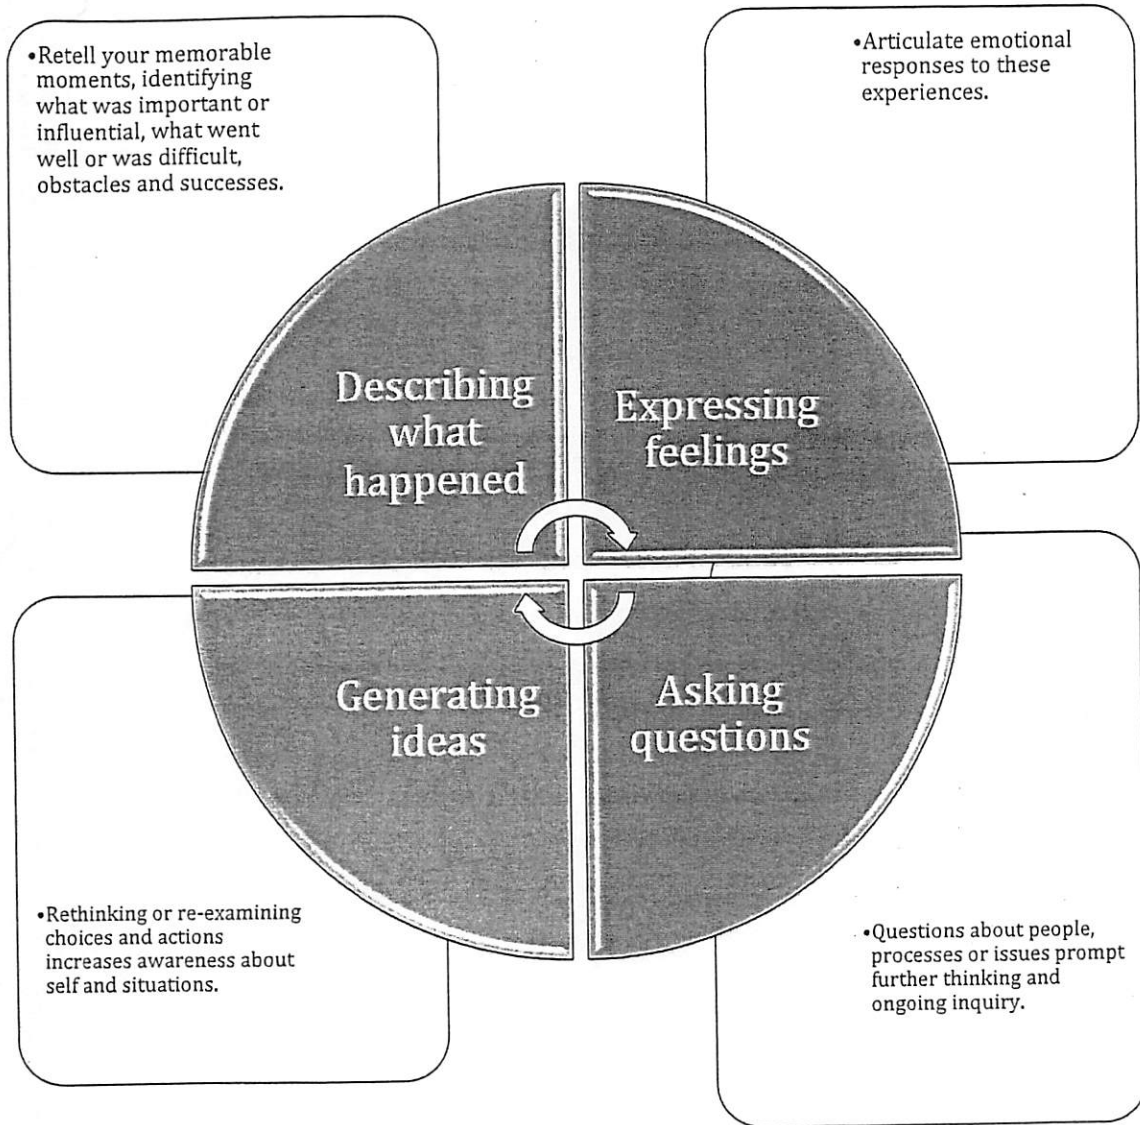 •Retell your memorable
moments, identifying
what was important or
influential, what went
well or was difficult,
obstacles and successes.
•Articulate emotional
responses to these
experiences.
Describing
what
happened
Expressing
feelings
Generating
ideas
Asking
questions
•Rethinking or re-examining
choices and actions
increases awareness about
self and situations.
•Questions about people,
processes or issues prompt
further thinking and
ongoing inquiry.